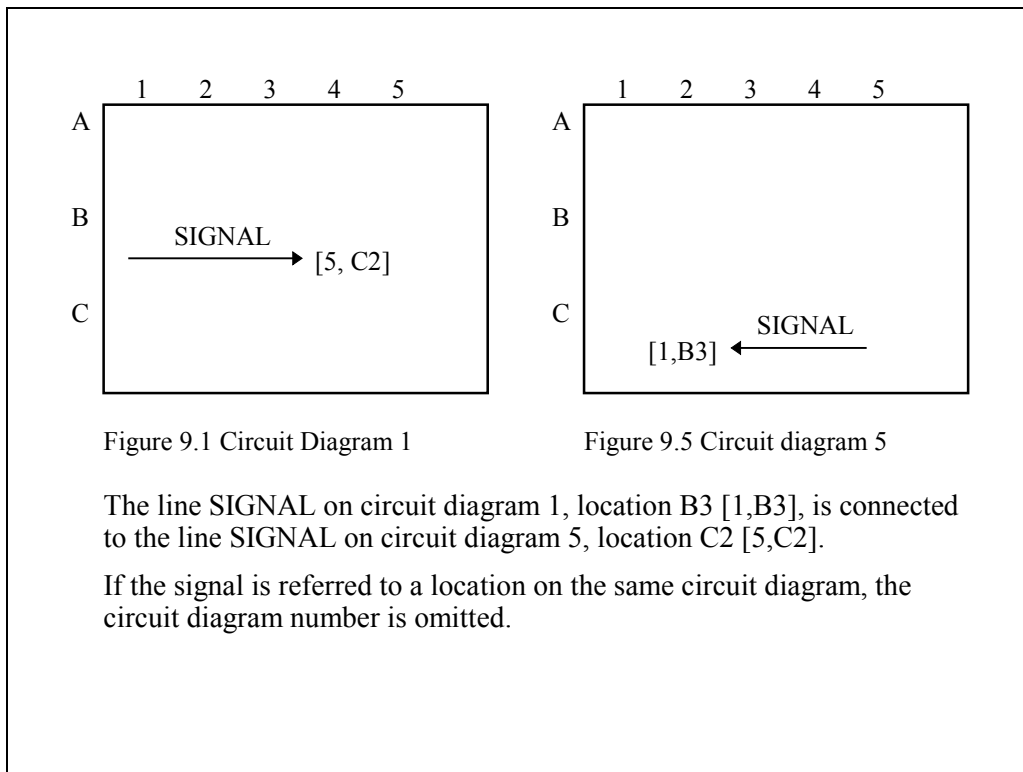 1 2 3 4 5
A
B
SIGNAL
[5, C2]
C
Figure 9.1 Circuit Diagram 1
1 2 3 4 5
A
B
C
SIGNAL
[1,B3]
Figure 9.5 Circuit diagram 5
The line SIGNAL on circuit diagram 1, location B3 [1,B3], is connected
to the line SIGNAL on circuit diagram 5, location C2 [5,C2].
If the signal is referred to a location on the same circuit diagram, the
circuit diagram number is omitted.